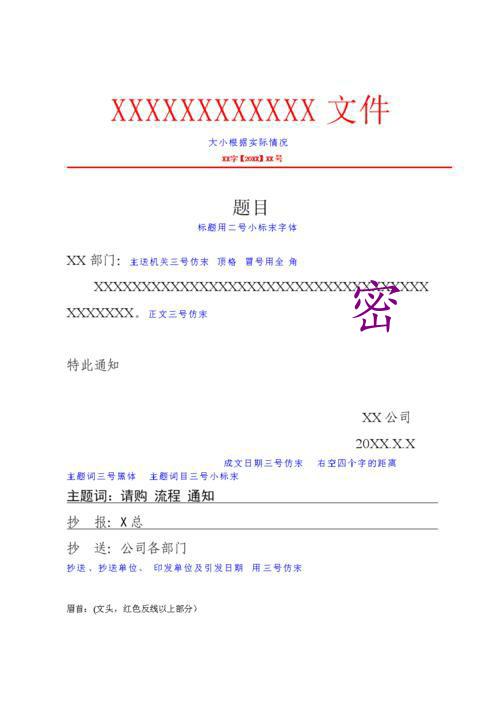 XXXXXXXXXXXX 文件
大小根据实际情况
XX字【20XX】XX号
题目
标题用二号小标宋字体
XX 部门：主送机关三号仿宋 顶格 冒号用全 角
XXXXXXXXXXXXXXXXXXXXXXXXXXXXXXXXXXX
XXXXXXX。正文三号仿宋
密
特此通知
XX 公司
20XX.X.X
成文日期三号仿宋 右空四个字的距离
主题词三号黑体 主题词目三号小标宋
主题词：请购 流程 通知
抄 报：X 总
抄 送：公司各部门
抄送 、抄送单位、 印发单位及引发日期 用三号仿宋
眉首：(文头，红色反线以上部分）